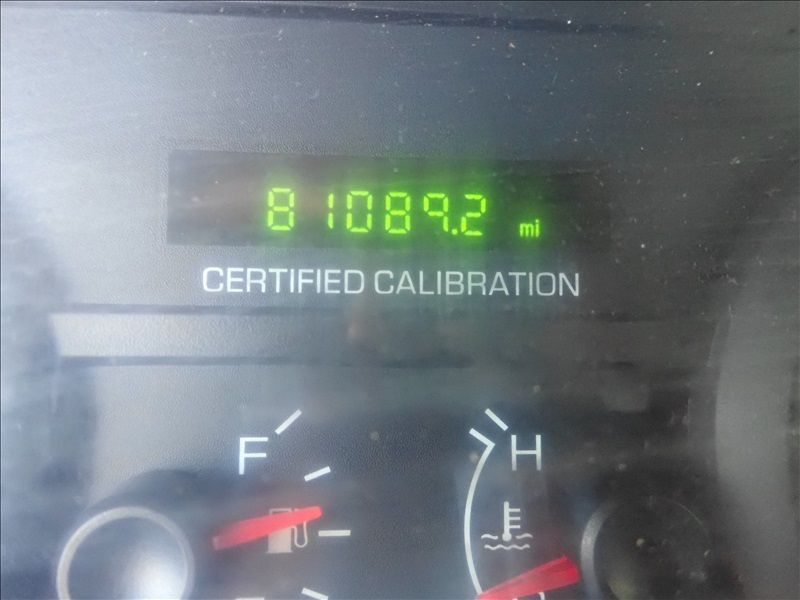 81089.2 mi
CERTIFIED CALIBRATION
F H